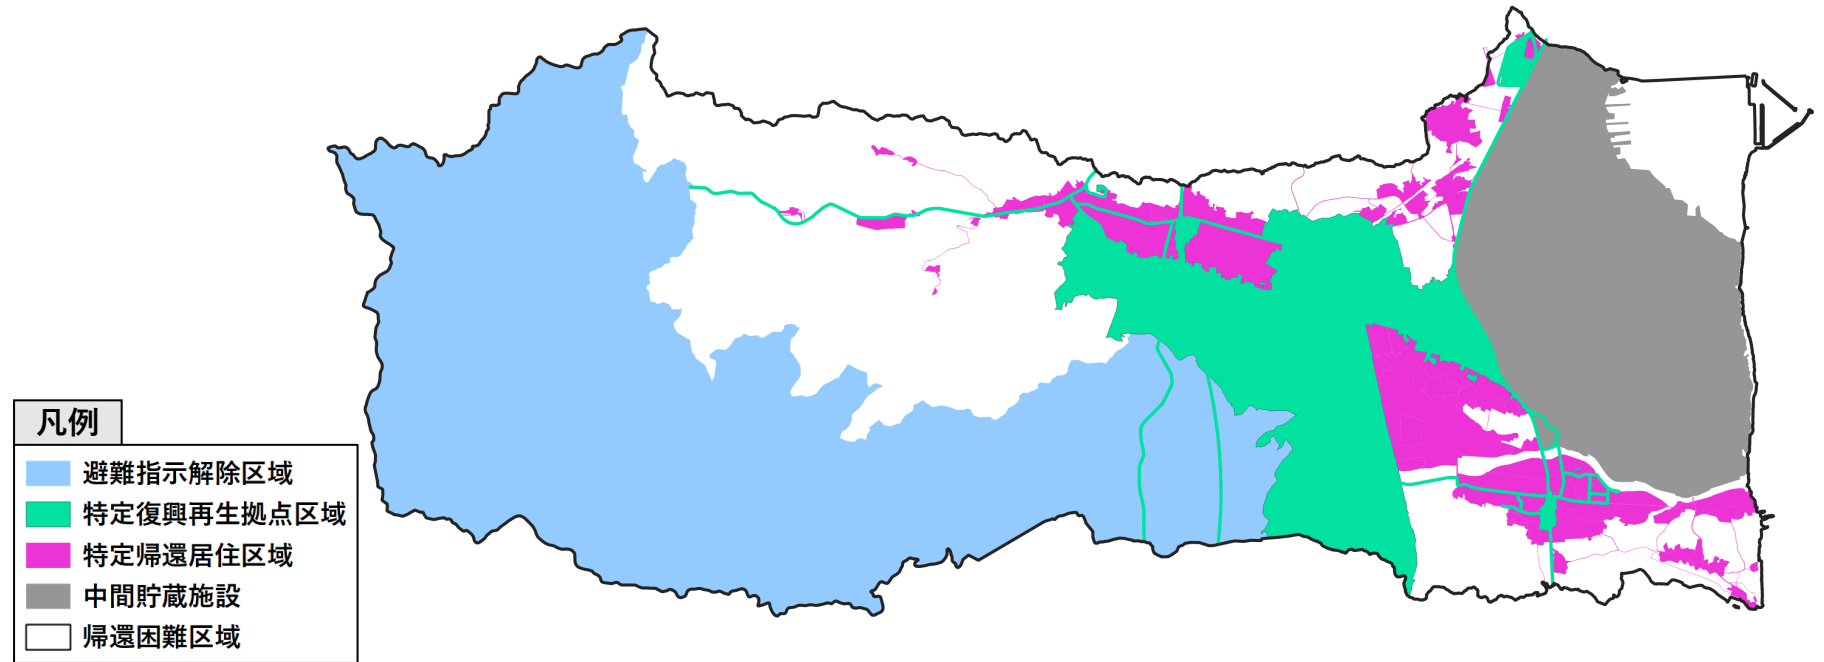 凡例
避難指示解除区域
特定復興再生拠点区域
特定帰還居住区域
中間貯蔵施設
帰還困難区域